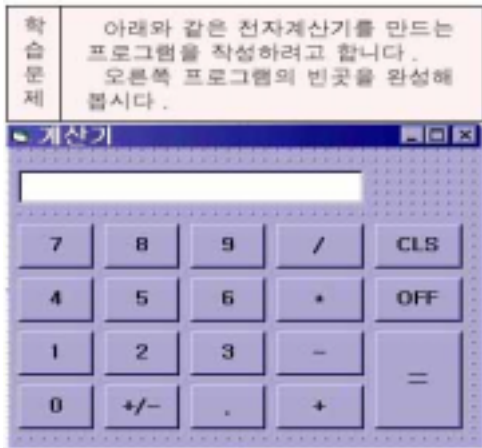 학습문제
아래와 같은 전자계산기를 만드는
프로그램을 작성하려고 합니다.
오른쪽 프로그램의 빈곳을 완성해
봅시다.
계산기
7 8 9 / CLS
4 5 6 * OFF
1 2 3 - =
0 +/- . +